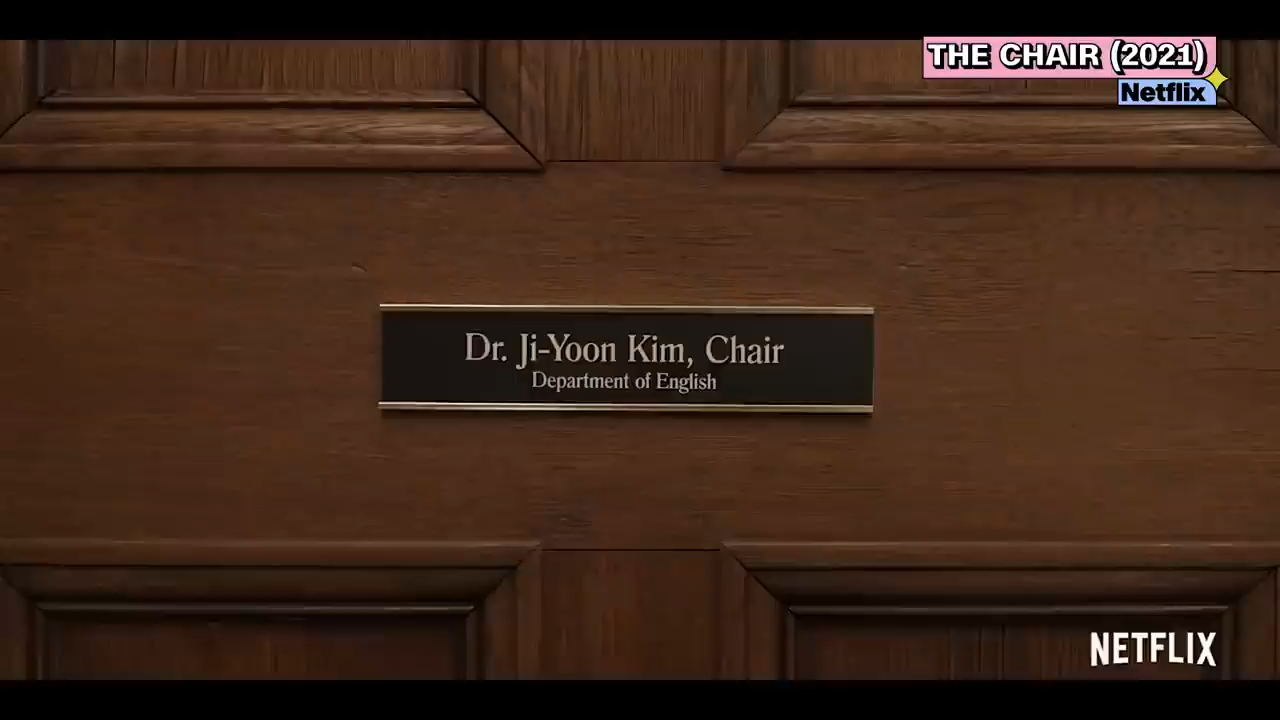 THE CHAIR (2021)
Netflix
Dr. Ji-Yoon Kim, Chair
Department of English
NETFLIX